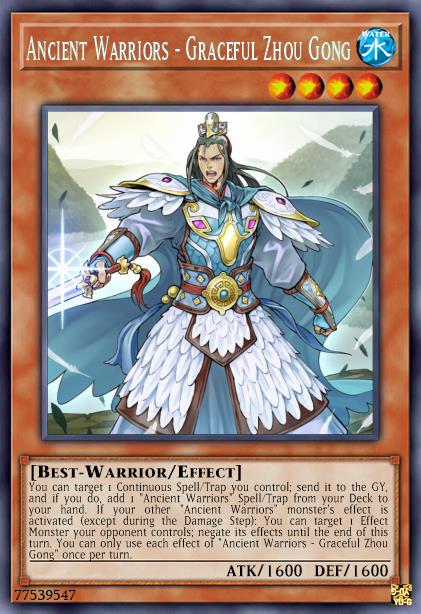 ANCIENT WARRIORS - GRACEFUL ZHOU GONG
WATER
水
[BEST-WARRIOR/EFFECT]
You can target 1 Continuous Spell/Trap you control; send it to the GY,
and if you do, add 1 "Ancient Warriors" Spell/Trap from your Deck to
your hand. If your other "Ancient Warriors" monster's effect is
activated (except during the Damage Step): You can target 1 Effect
Monster your opponent controls; negate its effects until the end of this
turn. You can only use each effect of "Ancient Warriors - Graceful Zhou
Gong" once per turn.
ATK/1600 DEF/1600
77539547